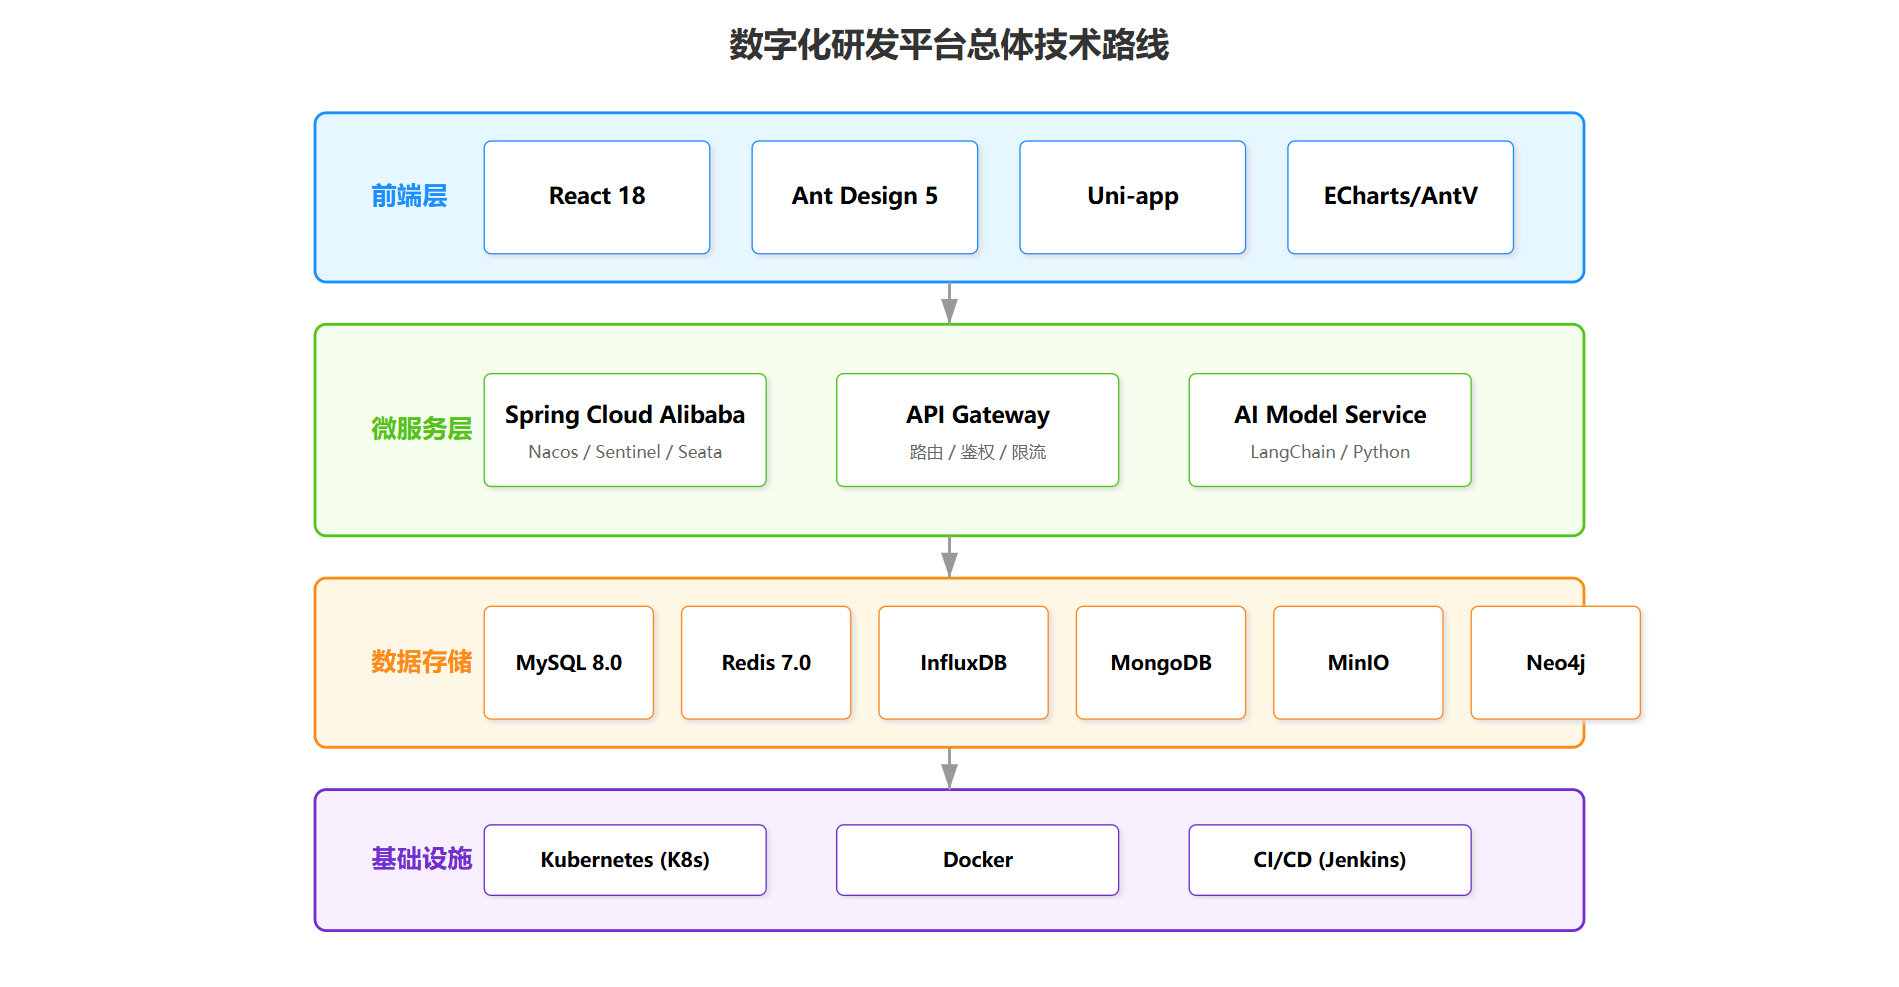 数字化研发平台总体技术路线
前端层
React 18
Ant Design 5
Uni-app
ECharts/AntV
微服务层
Spring Cloud Alibaba
Nacos / Sentinel / Seata
API Gateway
路由 / 鉴权 / 限流
AI Model Service
LangChain / Python
数据存储
MySQL 8.0
Redis 7.0
InfluxDB
MongoDB
MinIO
Neo4j
基础设施
Kubernetes (K8s)
Docker
CI/CD (Jenkins)